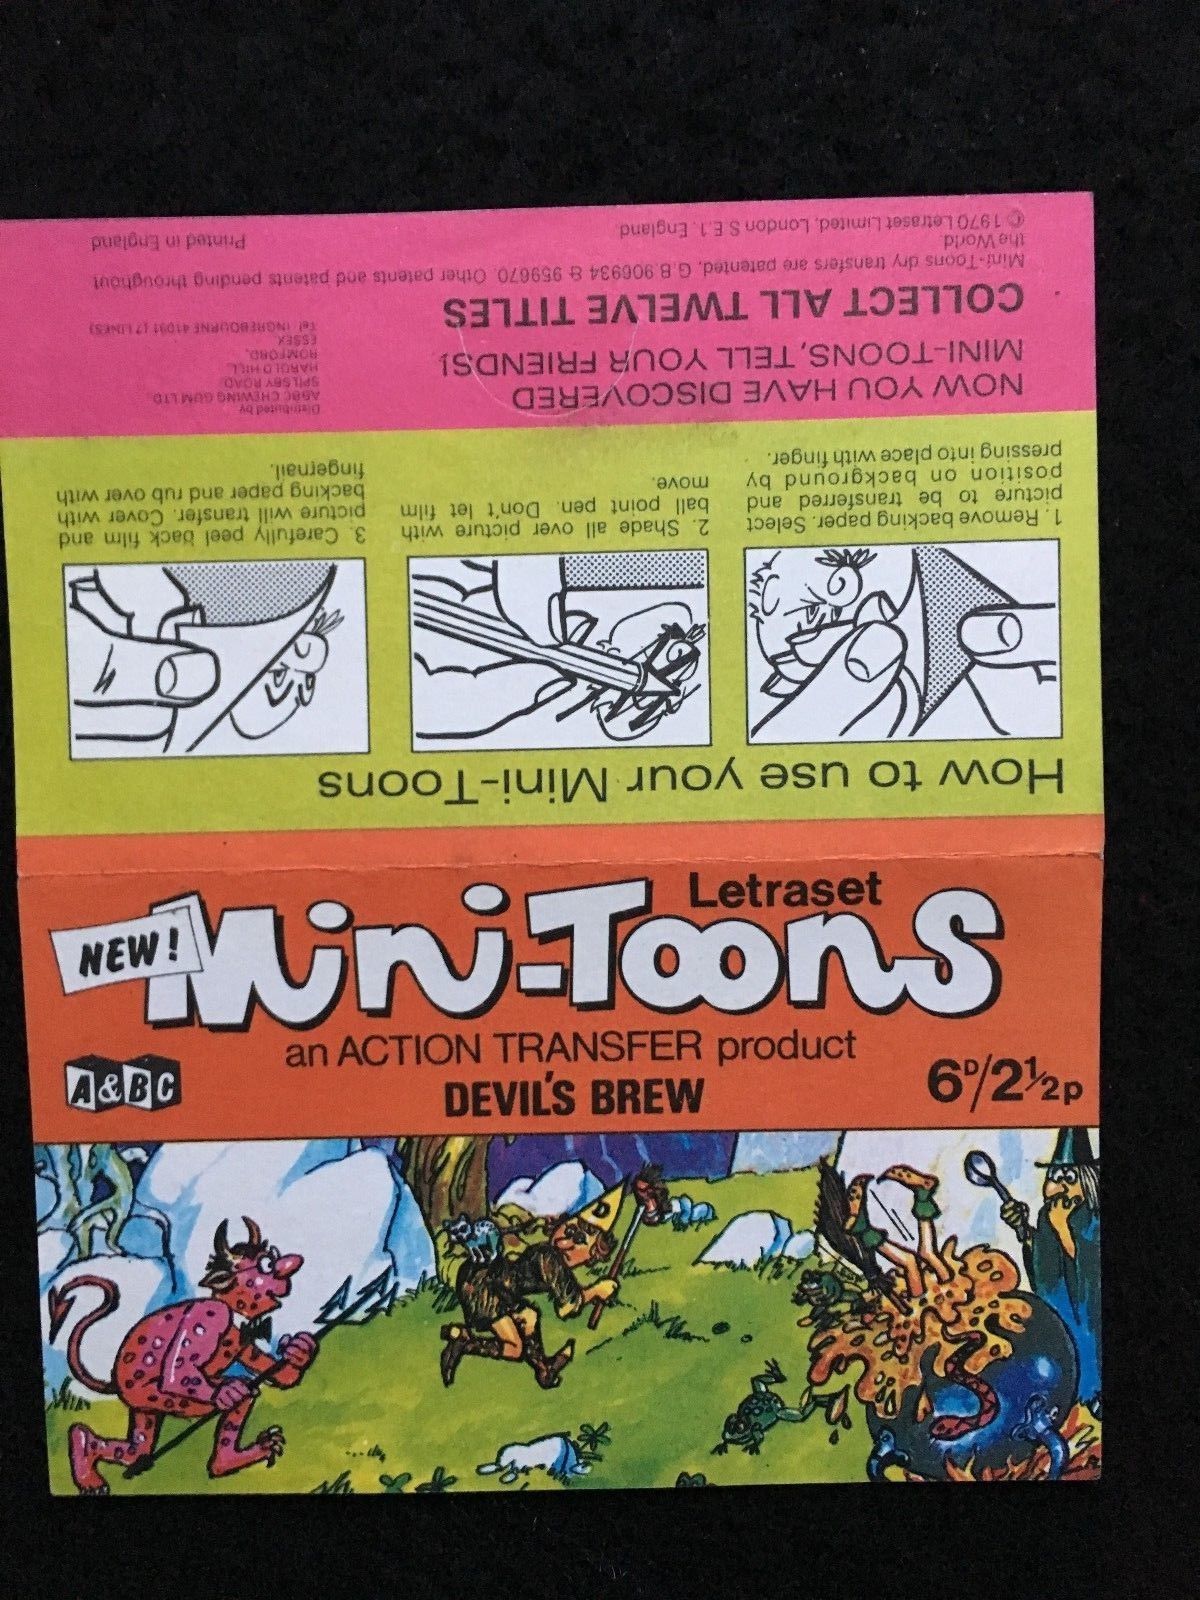 Letraset
NEW!
Mini-Toons
an ACTION TRANSFER product
A&BC
DEVIL'S BREW
6D/2½p
D
How to use your Mini-Toons
1. Remove backing paper. Select
picture to be transferred and
position on background by
pressing into place with finger.
2. Shade all over picture with
ball point pen. Don't let film
move.
3. Carefully peel back film and
picture will transfer. Cover with
backing paper and rub over with
fingernail.
NOW YOU HAVE DISCOVERED
MINI-TOONS, TELL YOUR FRIENDS!
COLLECT ALL TWELVE TITLES
Distributed by
A&BC CHEWING GUM LTD.
SPILSBY ROAD,
HAROLD HILL,
ROMFORD,
ESSEX
Tel INGREBOURNE 41091 (7 LINES)
Mini-Toons dry transfers are patented, G.B.906934 & 959670. Other patents and patents pending throughout
the World
© 1970 Letraset Limited, London S.E.1. England
Printed in England